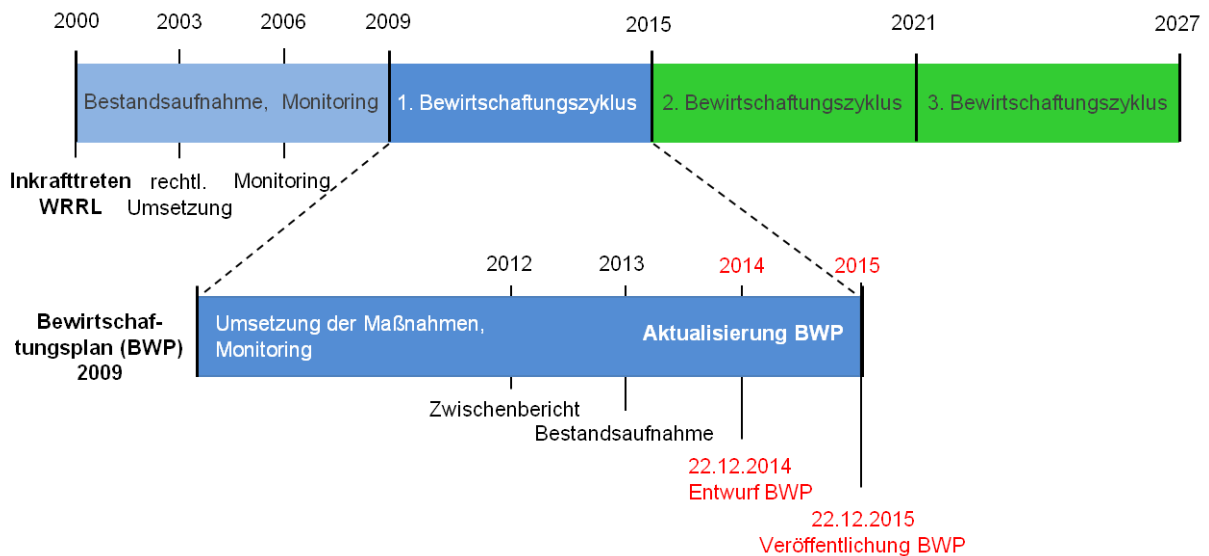 2000 2003 2006 2009 2015 2021 2027
Bestandsaufnahme, Monitoring 1. Bewirtschaftungszyklus 2. Bewirtschaftungszyklus 3. Bewirtschaftungszyklus
Inkrafttreten rechtl. Monitoring
WRRL Umsetzung
2012 2013 2014 2015
Bewirtschaf-
tungsplan (BWP)
2009
Umsetzung der Maßnahmen,
Monitoring
Aktualisierung BWP
Zwischenbericht
Bestandsaufnahme
22.12.2014
Entwurf BWP
22.12.2015
Veröffentlichung BWP